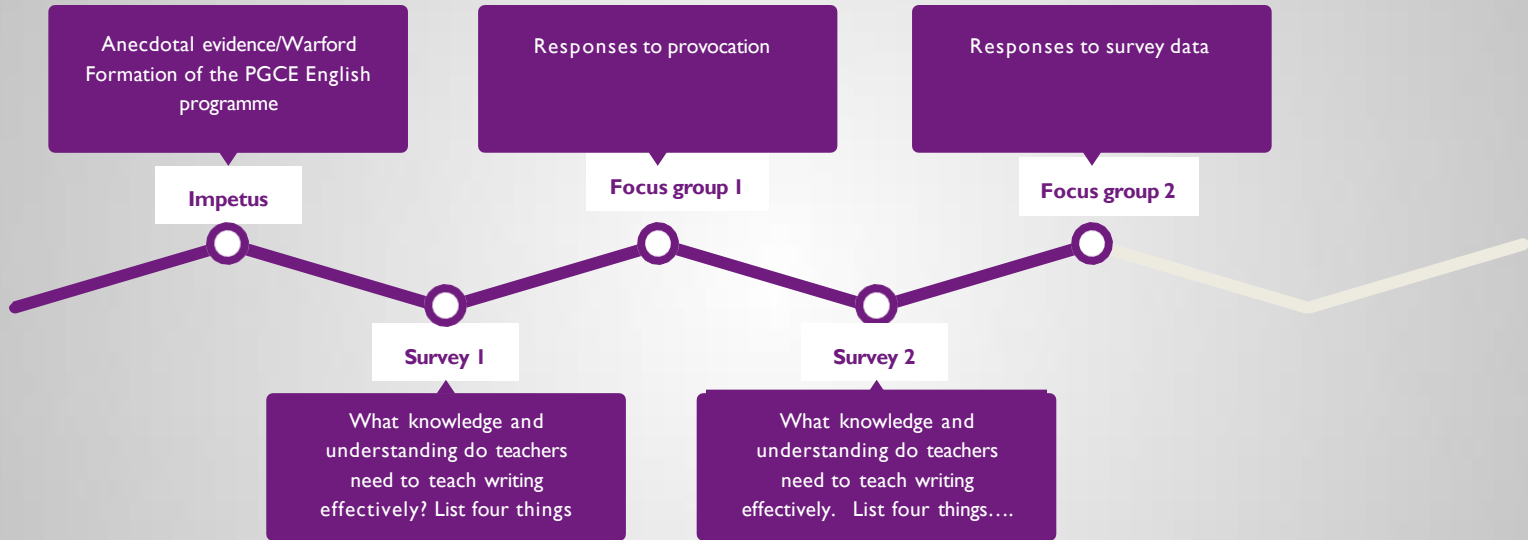 Anecdotal evidence/Warford
Formation of the PGCE English
programme
Impetus
What knowledge and
understanding do teachers
need to teach writing
effectively? List four things
Survey 1
Responses to provocation
Focus group 1
What knowledge and
understanding do teachers
need to teach writing
effectively. List four things....
Survey 2
Responses to survey data
Focus group 2